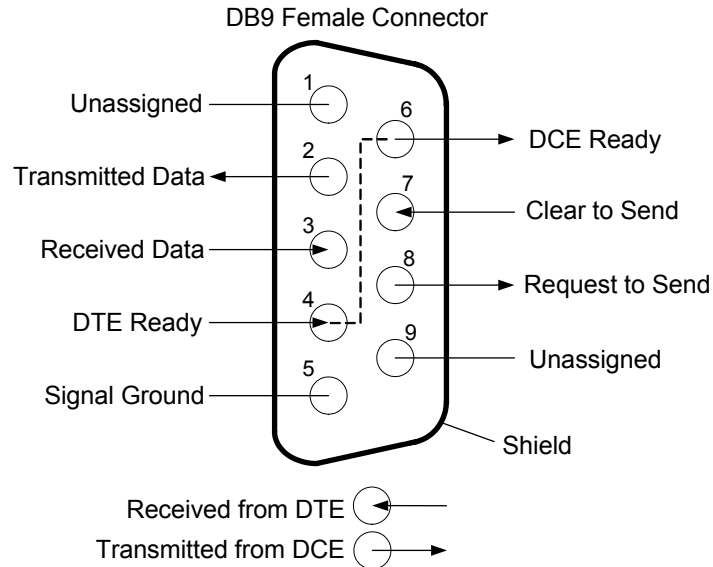 DB9 Female Connector
1
Unassigned
6
DCE Ready
2
Transmitted Data
7
Clear to Send
3
Received Data
8
Request to Send
4
DTE Ready
9
Unassigned
5
Signal Ground
Shield
Received from DTE
Transmitted from DCE